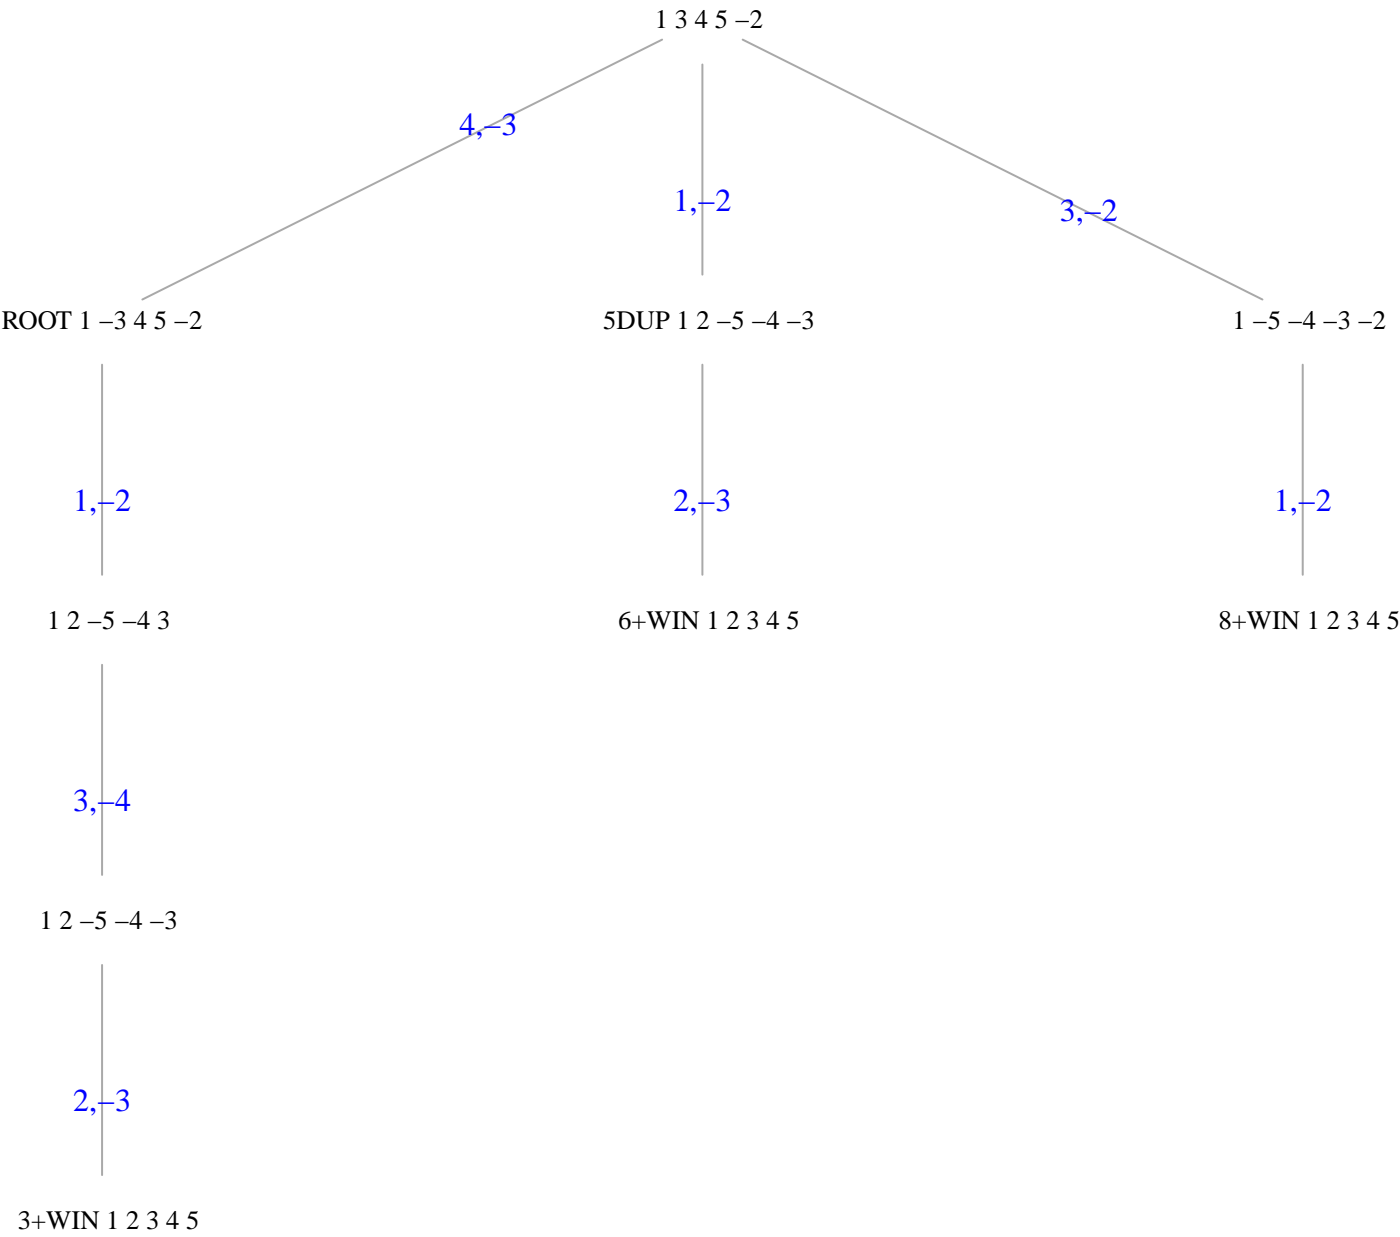 1 3 4 5 –2
4,–3
1,–2
3,–2
ROOT 1 –3 4 5 –2
5DUP 1 2 –5 –4 –3
1 –5 –4 –3 –2
1,–2
2,–3
1,–2
1 2 –5 –4 3
6+WIN 1 2 3 4 5
8+WIN 1 2 3 4 5
3,–4
1 2 –5 –4 –3
2,–3
3+WIN 1 2 3 4 5